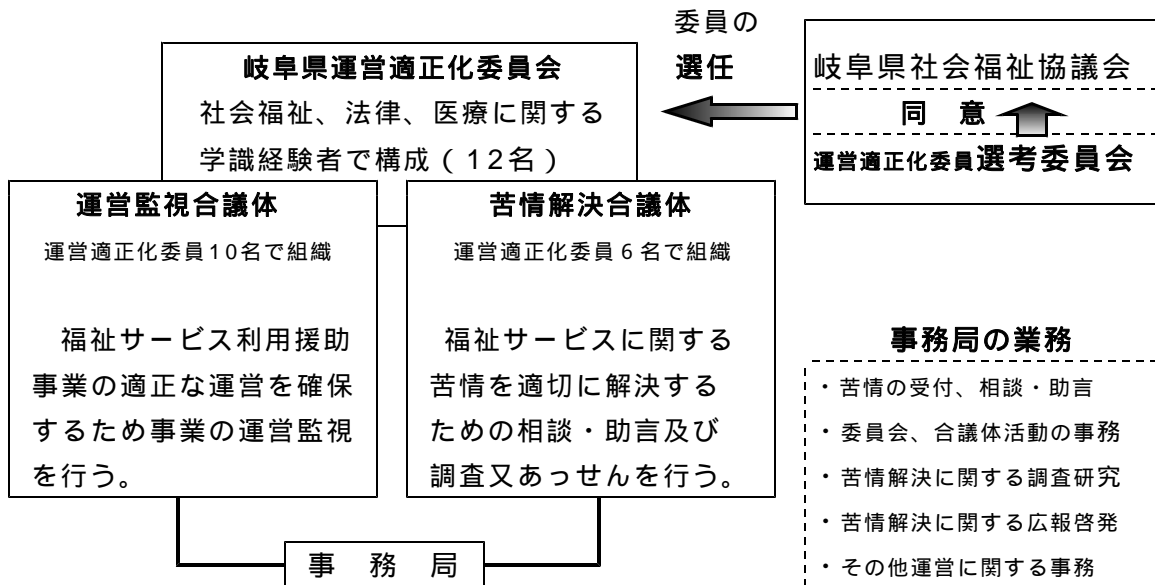 委員の
選任
岐阜県運営適正化委員会
社会福祉、法律、医療に関する
学識経験者で構成（12名）
岐阜県社会福祉協議会
同　意
運営適正化委員選考委員会
運営監視合議体
運営適正化委員10名で組織
福祉サービス利用援助
事業の適正な運営を確保
するため事業の運営監視
を行う。
苦情解決合議体
運営適正化委員６名で組織
福祉サービスに関する
苦情を適切に解決する
ための相談・助言及び
調査又あっせんを行う。
事務局の業務
・苦情の受付、相談・助言
・委員会、合議体活動の事務
・苦情解決に関する調査研究
・苦情解決に関する広報啓発
・その他運営に関する事務
事　務　局